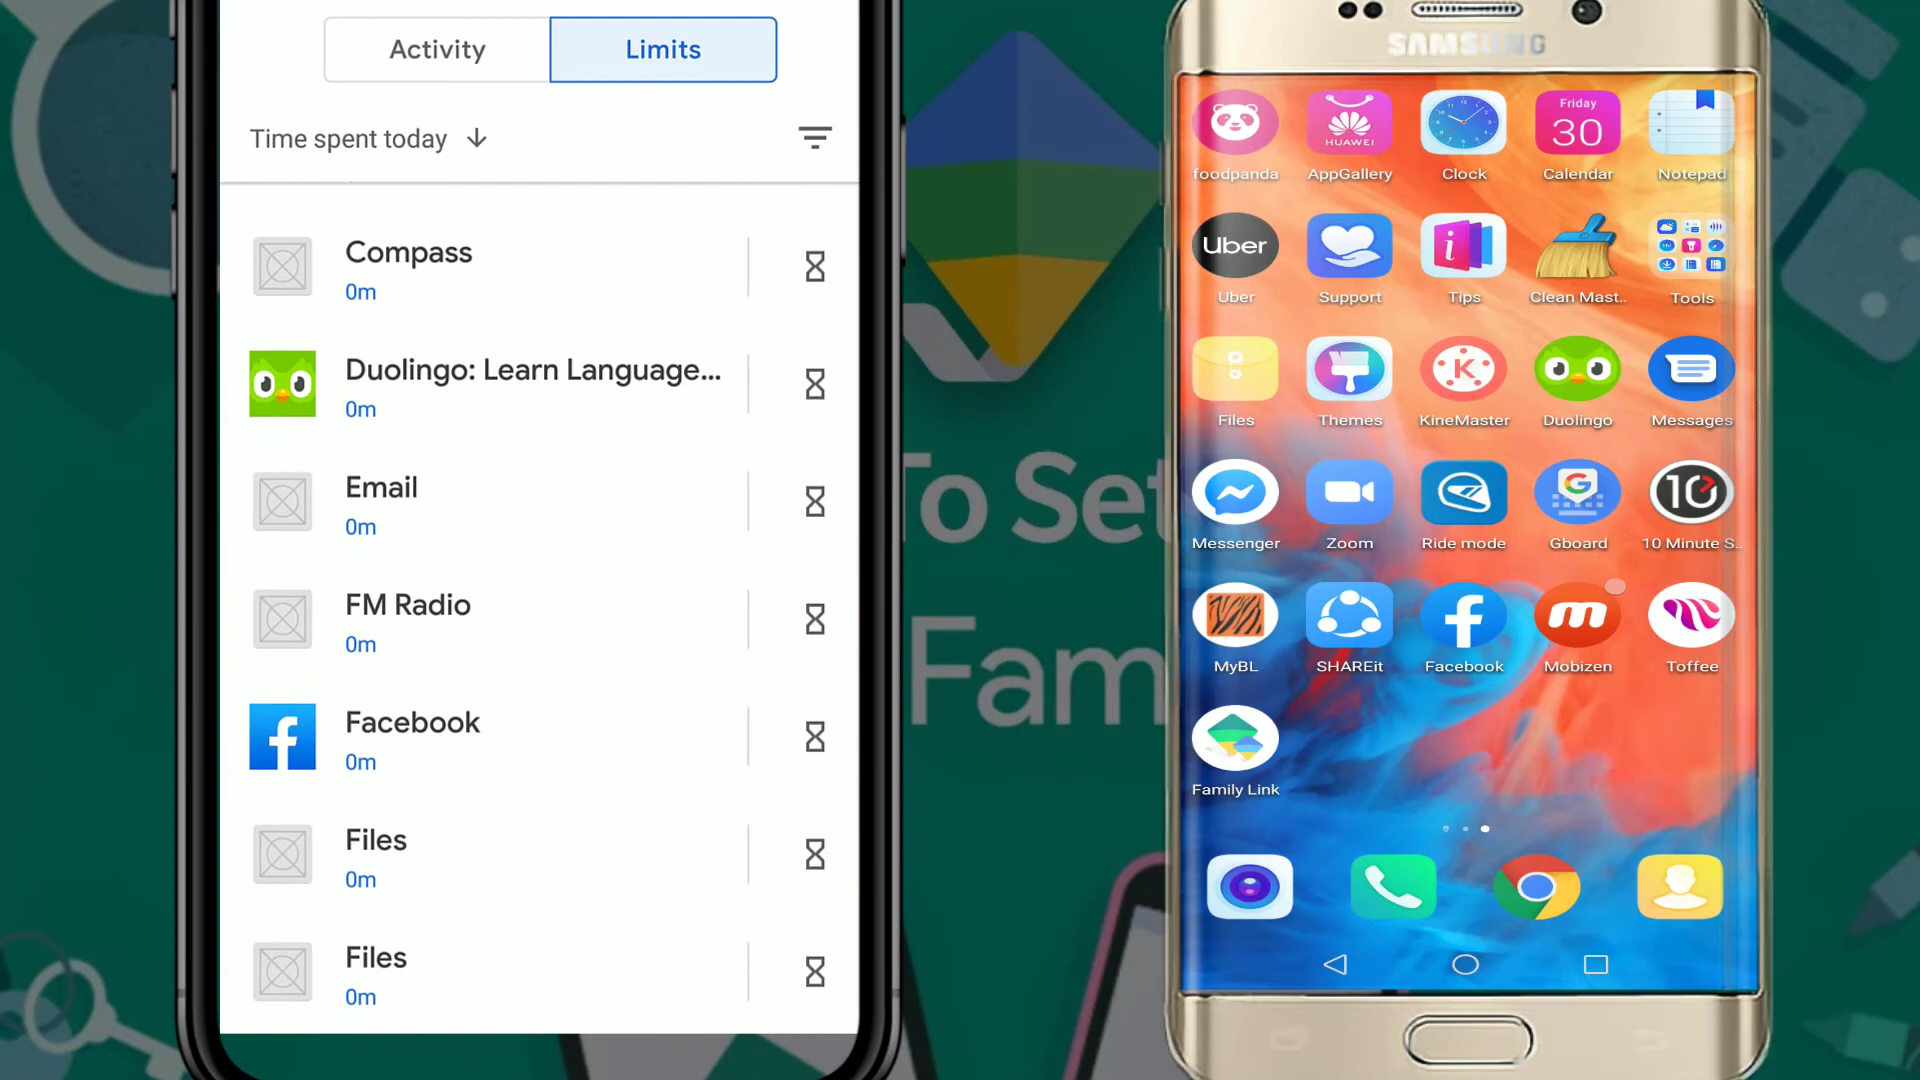 Activity
Limits
Time spent today
Compass
0m
Duolingo: Learn Language...
0m
Email
0m
FM Radio
0m
Facebook
0m
Files
0m
Files
0m
To Set
Fam
SAMSUNG
HUAWEI
Friday
30
foodpanda
AppGallery
Clock
Calendar
Notepad
Uber
i
Uber
Support
Tips
Clean Mast..
Tools
K
Files
Themes
KineMaster
Duolingo
Messages
G
10
Messenger
Zoom
Ride mode
Gboard
10 Minute S..
f
m
MyBL
SHAREit
Facebook
Mobizen
Toffee
Family Link